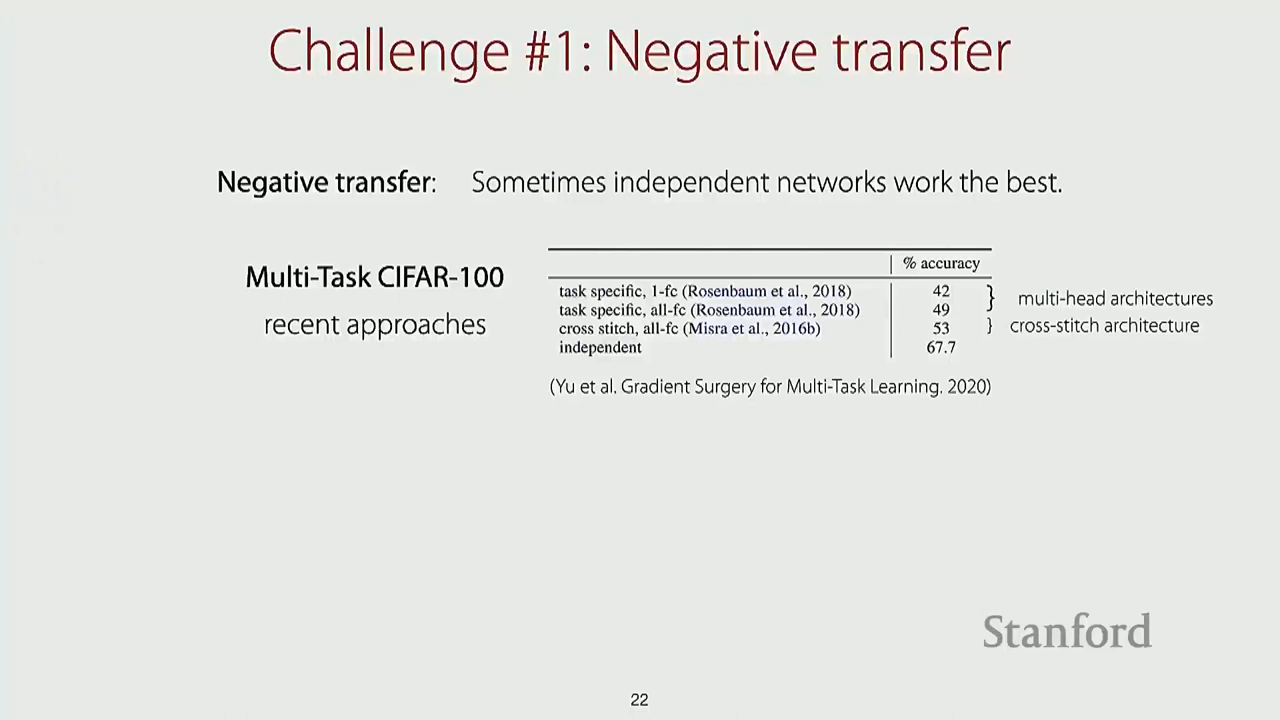 Challenge #1: Negative transfer
Negative transfer: Sometimes independent networks work the best.
Multi-Task CIFAR-100
recent approaches
% accuracy
task specific, 1-fc (Rosenbaum et al., 2018) 42
task specific, all-fc (Rosenbaum et al., 2018) 49
cross stitch, all-fc (Misra et al., 2016b) 53
independent 67.7
} multi-head architectures
} cross-stitch architecture
(Yu et al. Gradient Surgery for Multi-Task Learning. 2020)
Stanford
22